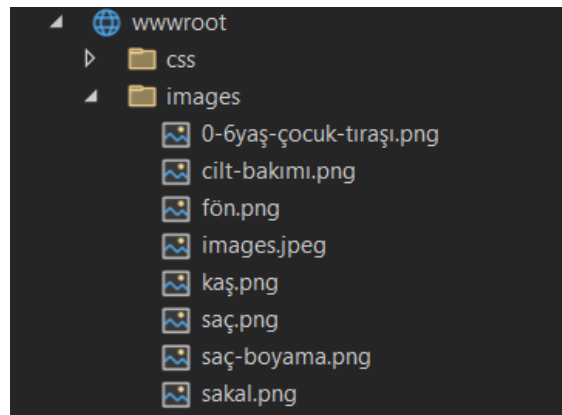 wwwroot
css
images
0-6yaş-çocuk-tıraşı.png
cilt-bakımı.png
fön.png
images.jpeg
kaş.png
saç.png
saç-boyama.png
sakal.png